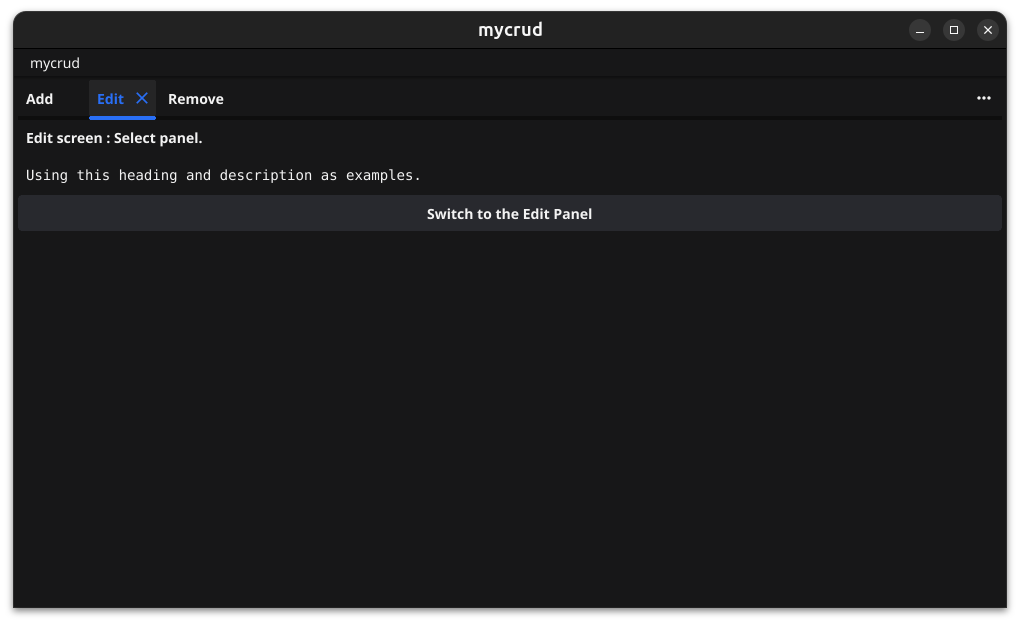 mycrud
mycrud
Add Edit Remove
Edit screen : Select panel.
Using this heading and description as examples.
Switch to the Edit Panel